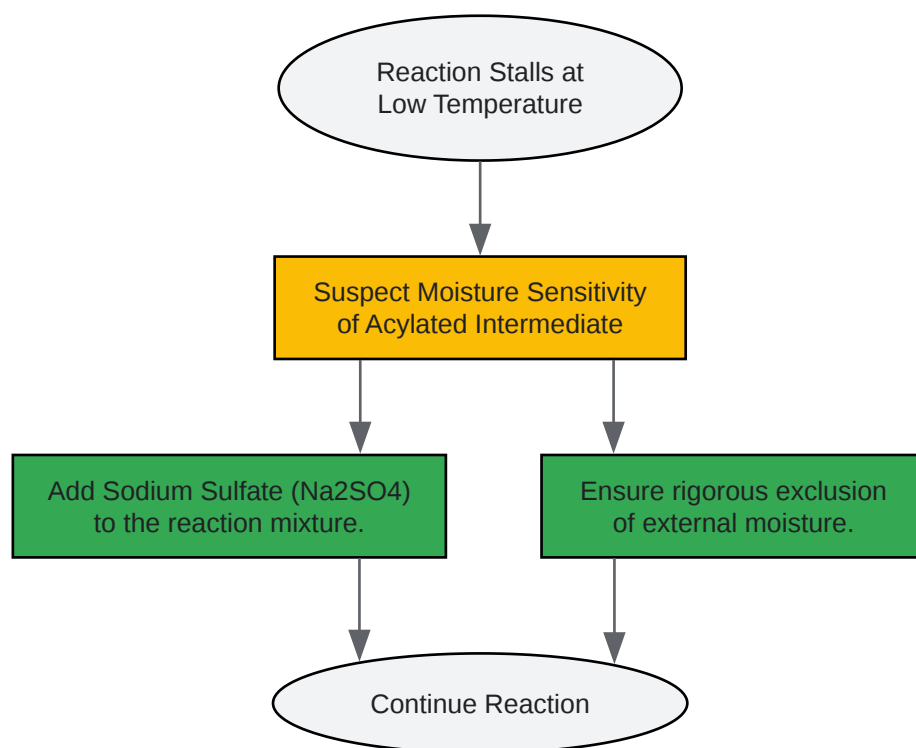 Reaction Stalls at
Low Temperature
Suspect Moisture Sensitivity
of Acylated Intermediate
Add Sodium Sulfate (Na2SO4)
to the reaction mixture.
Ensure rigorous exclusion
of external moisture.
Continue Reaction